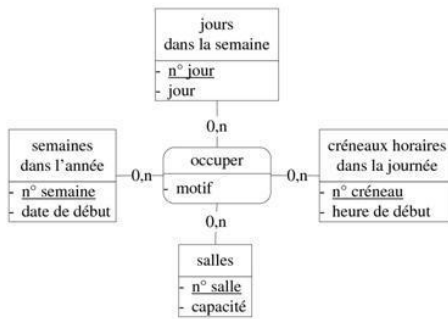 jours
dans la semaine
- n° jour
- jour
0,n
semaines
dans l'année
- n° semaine
- date de début
0,n
occuper
- motif
0,n
créneaux horaires
dans la journée
- n° créneau
- heure de début
0,n
salles
- n° salle
- capacité